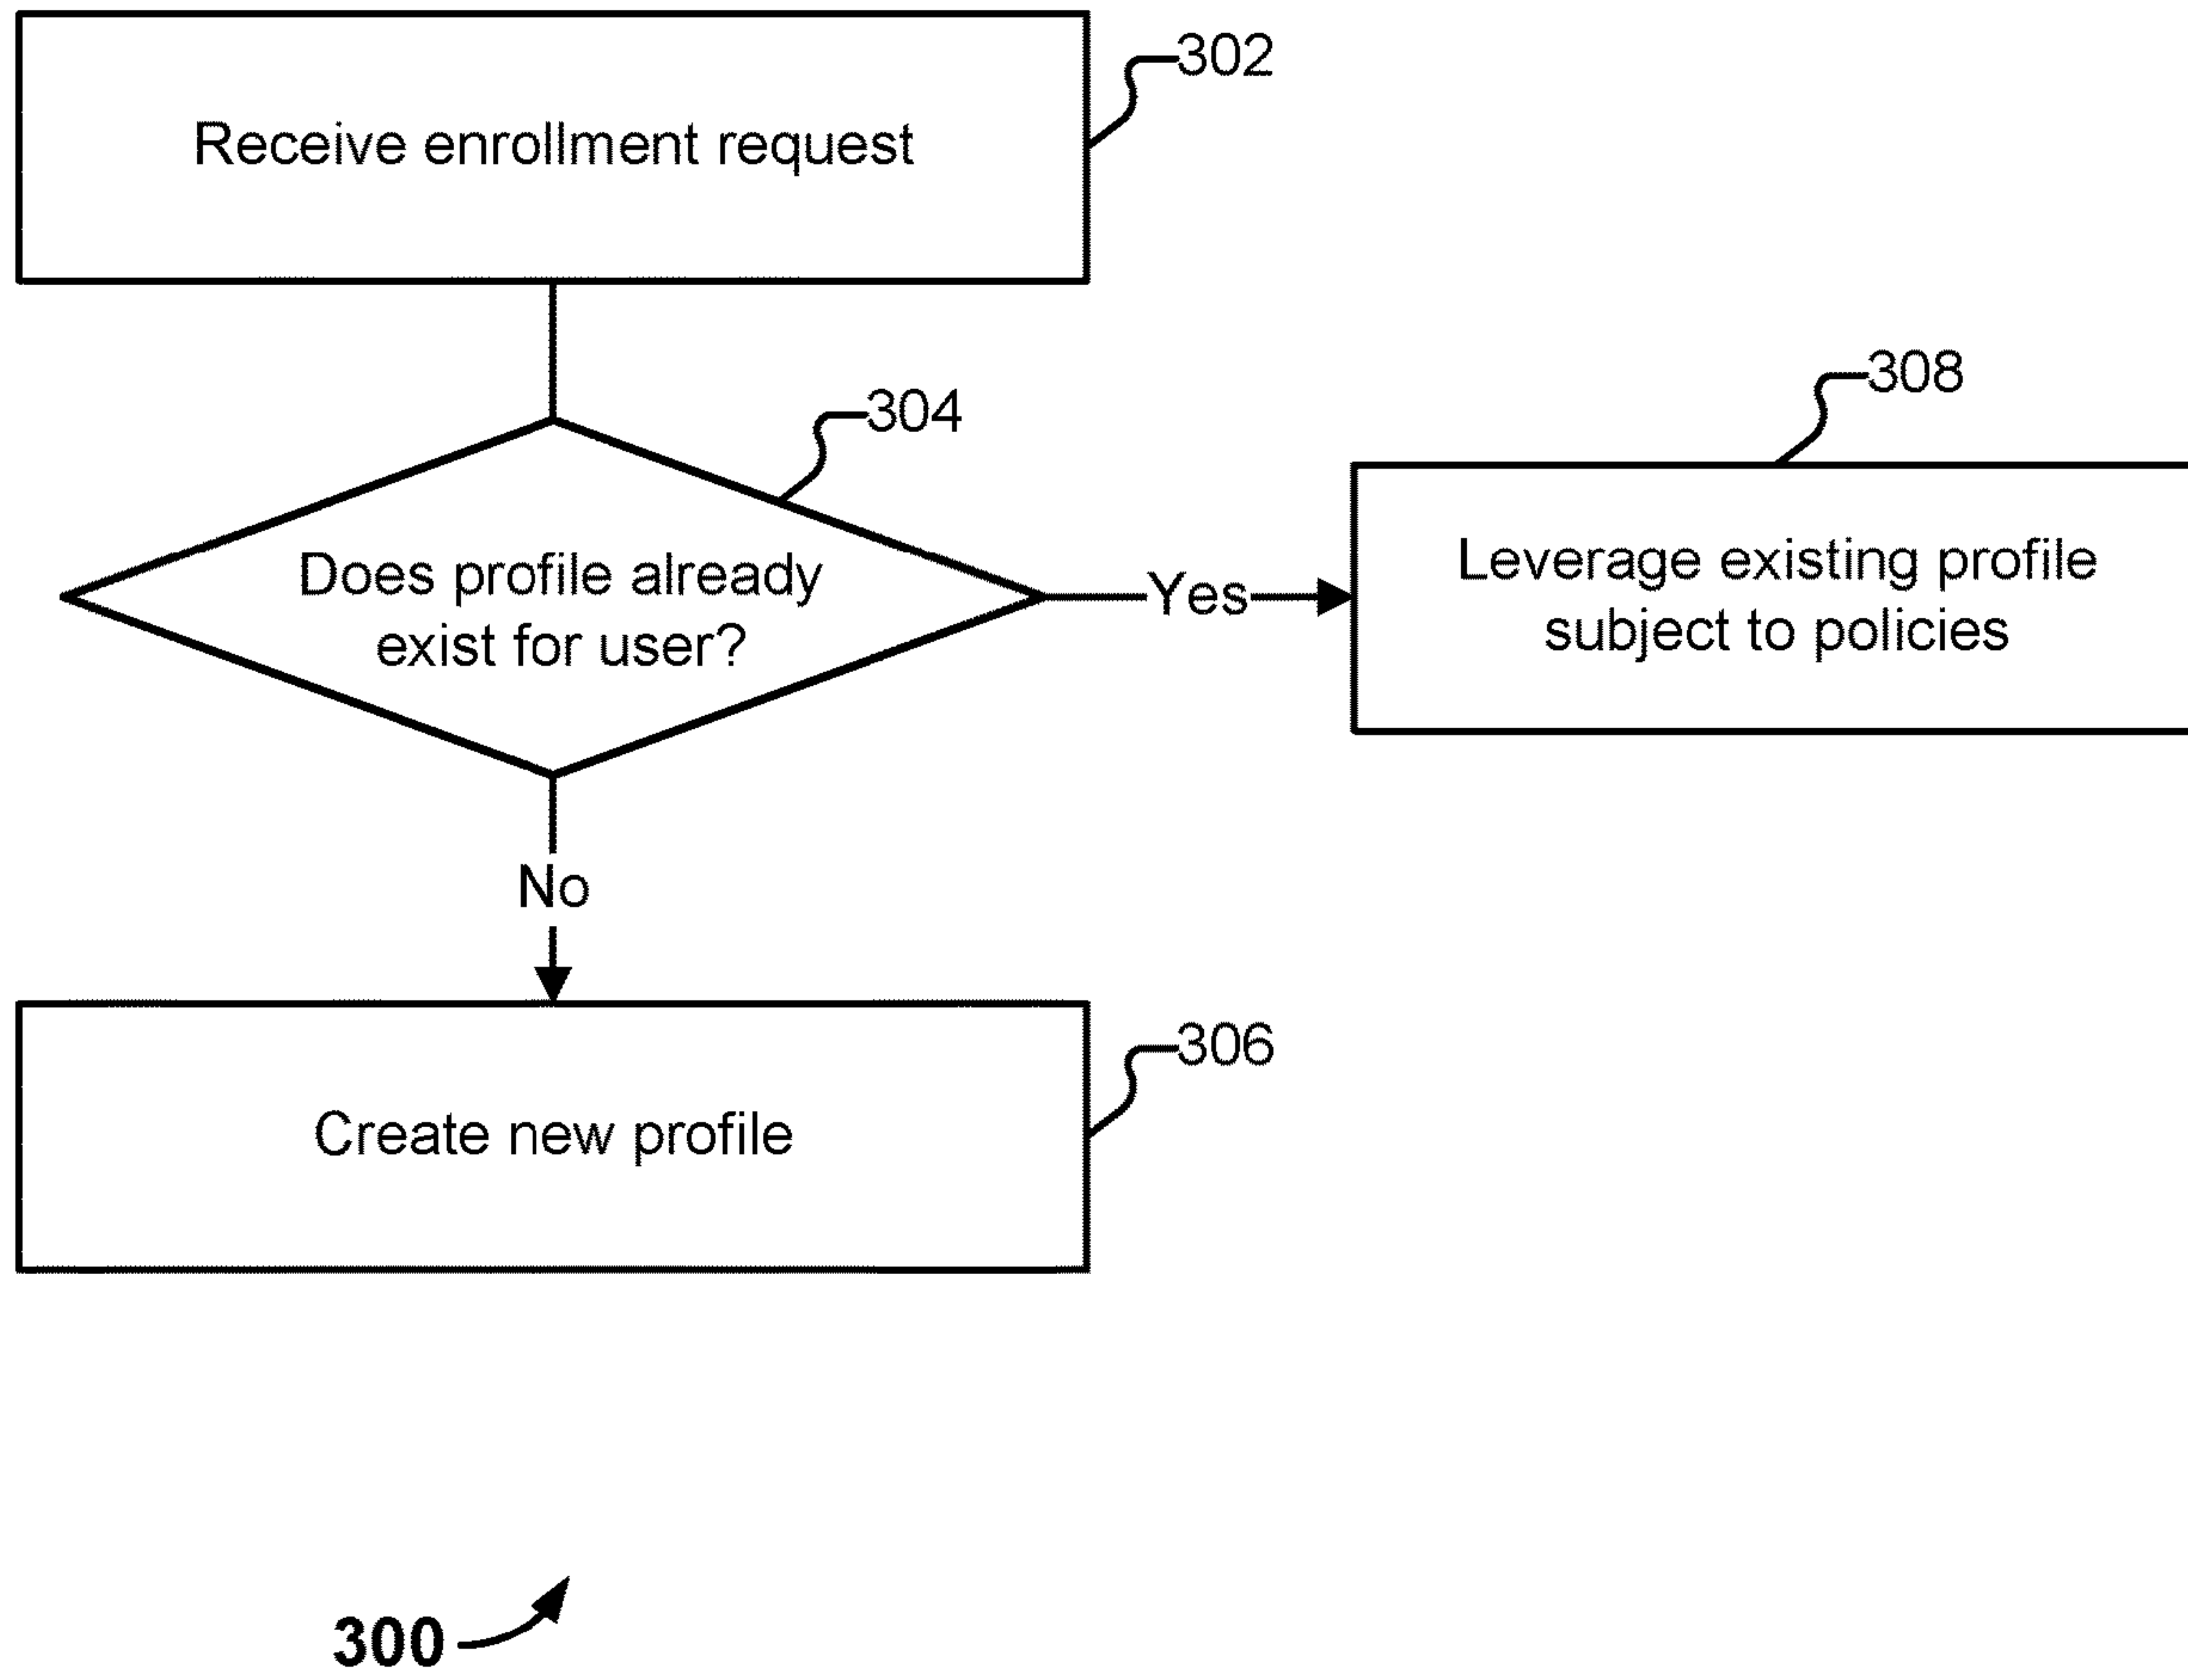 302
Receive enrollment request
304
308
Does profile already
exist for user?
Yes
Leverage existing profile
subject to policies
No
306
Create new profile
300